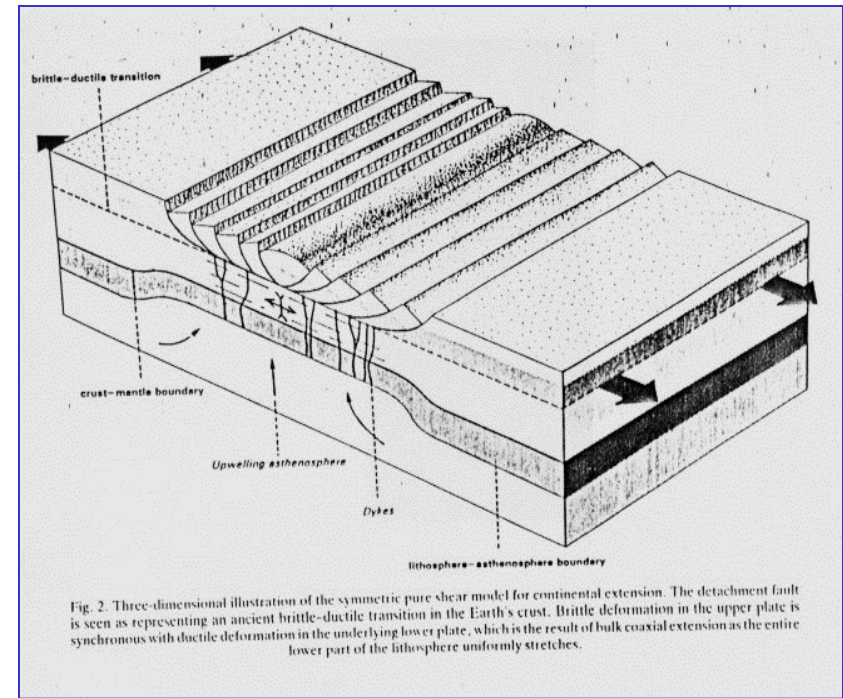 brittle-ductile transition
crust-mantle boundary
Upwelling asthenosphere
Dykes
lithosphere-asthenosphere boundary
Fig. 2. Three-dimensional illustration of the symmetric pure shear model for continental extension. The detachment fault
is seen as representing an ancient brittle-ductile transition in the Earth's crust. Brittle deformation in the upper plate is
synchronous with ductile deformation in the underlying lower plate, which is the result of bulk coaxial extension as the entire
lower part of the lithosphere uniformly stretches.